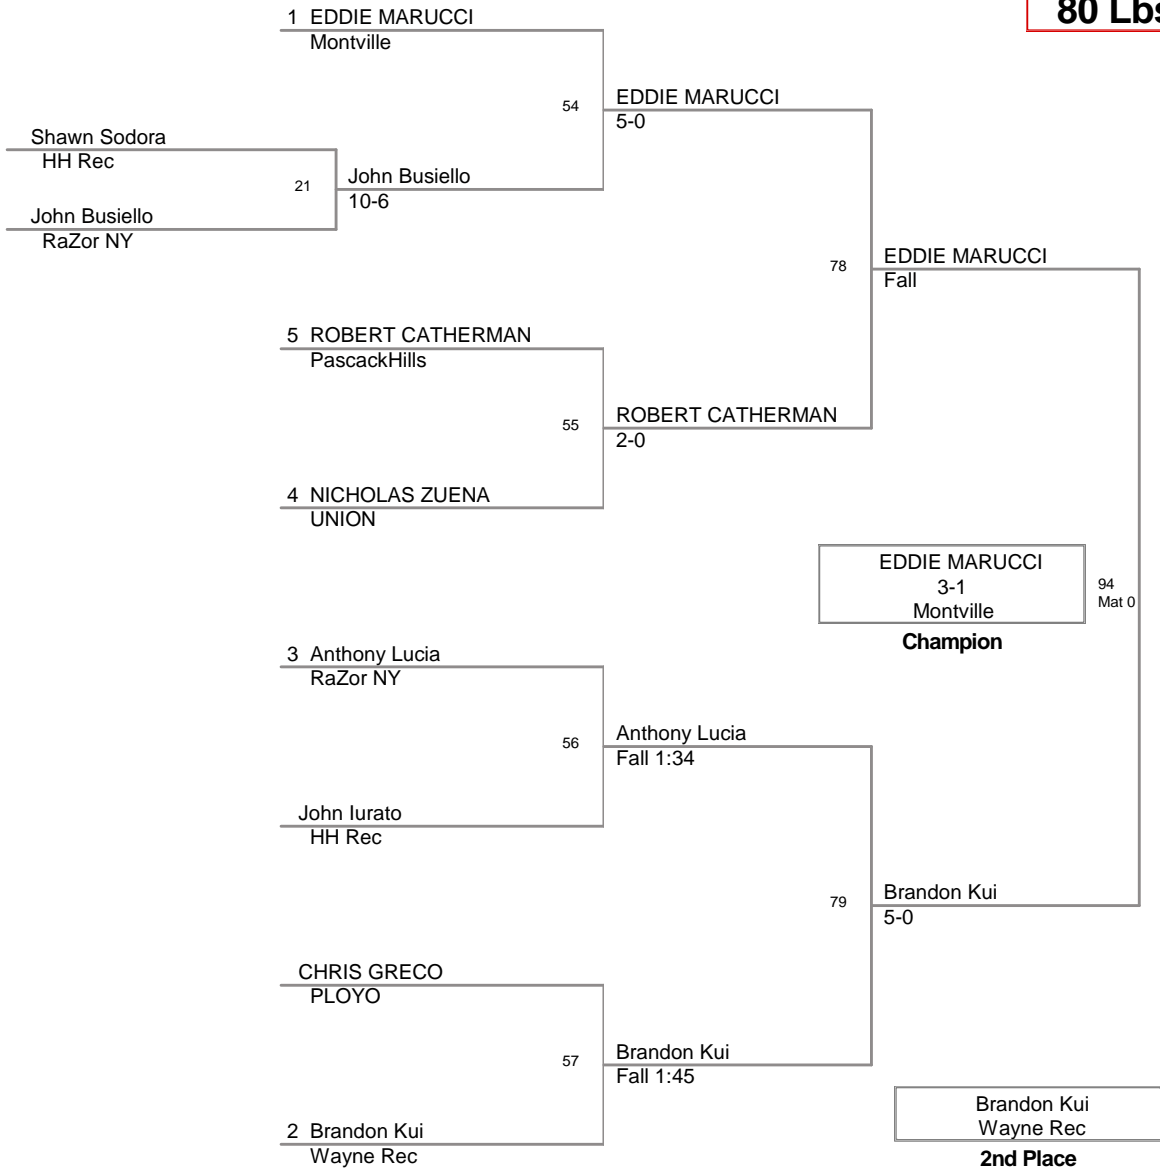 80 Lbs
1 EDDIE MARUCCI
Montville
54
EDDIE MARUCCI
5-0
Shawn Sodora
HH Rec
21
John Busiello
10-6
John Busiello
RaZor NY
78
EDDIE MARUCCI
Fall
5 ROBERT CATHERMAN
PascackHills
55
ROBERT CATHERMAN
2-0
4 NICHOLAS ZUENA
UNION
EDDIE MARUCCI
3-1
Montville
Champion
94
Mat 0
3 Anthony Lucia
RaZor NY
56
Anthony Lucia
Fall 1:34
John Iurato
HH Rec
79
Brandon Kui
5-0
CHRIS GRECO
PLOYO
57
Brandon Kui
Fall 1:45
2 Brandon Kui
Wayne Rec
Brandon Kui
Wayne Rec
2nd Place